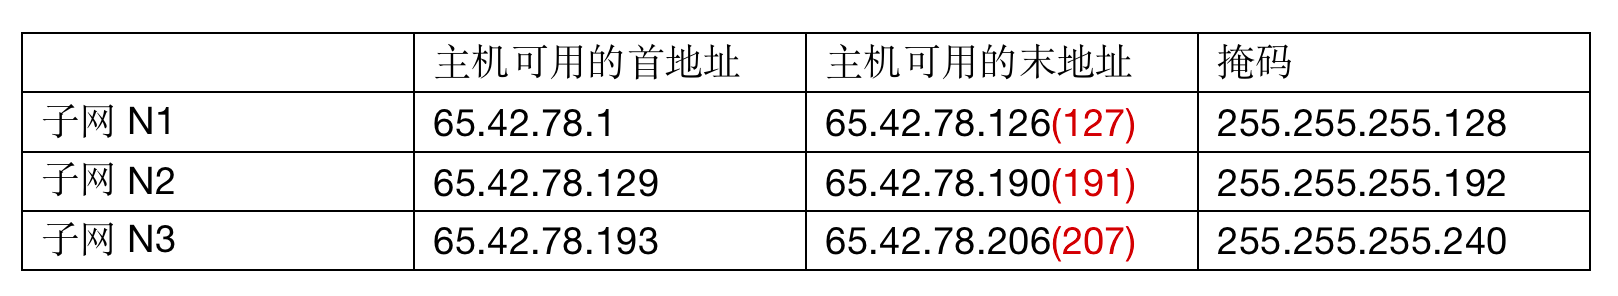 主机可用的首地址 主机可用的末地址 掩码
子网 N1 65.42.78.1 65.42.78.126(127) 255.255.255.128
子网 N2 65.42.78.129 65.42.78.190(191) 255.255.255.192
子网 N3 65.42.78.193 65.42.78.206(207) 255.255.255.240